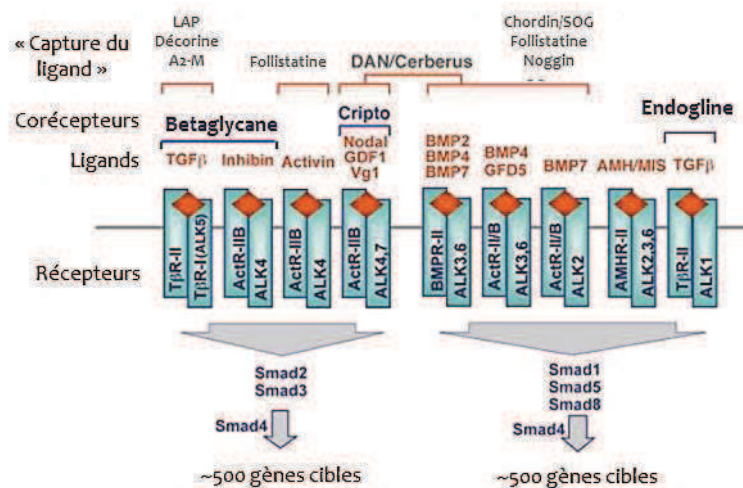 « Capture du
ligand »
LAP
Décorine
A2-M
Follistatine
DAN/Cerberus
Chordin/SOG
Follistatine
Noggin
Corécepteurs
Betaglycane
Cripto
Endogline
Ligands
TGFβ
Inhibin
Activin
Nodal
GDF1
Vg1
BMP2
BMP4
BMP7
BMP4
GFD5
BMP7
AMH/MIS
TGFβ
Récepteurs
TβR-II
TβR-I(ALK5)
ActR-IIB
ALK4
ActR-IIB
ALK4
ActR-IIB
ALK4,7
BMPR-II
ALK3,6
ActR-II/B
ALK3,6
ActR-II/B
ALK2
AMHR-II
ALK2,3,6
TβR-II
ALK1
Smad2
Smad3
Smad4
~500 gènes cibles
Smad1
Smad5
Smad8
Smad4
~500 gènes cibles